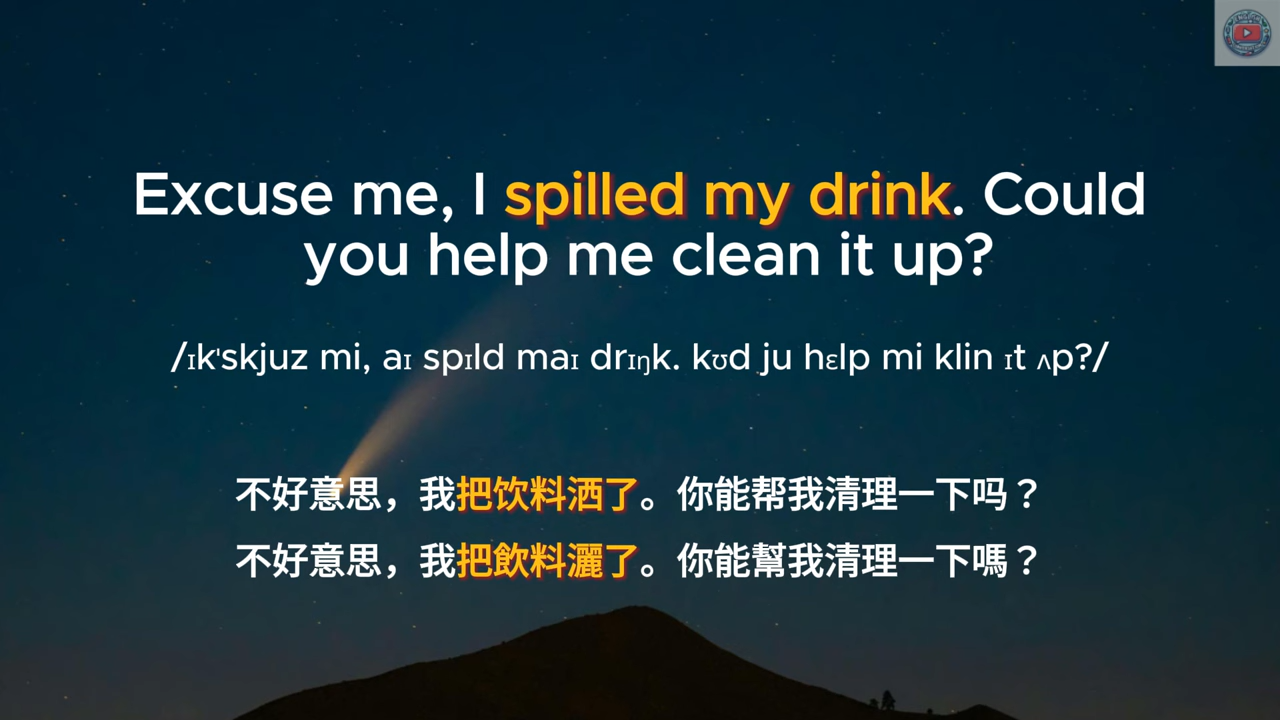 Excuse me, I spilled my drink. Could
you help me clean it up?
/ɪk'skjuz mi, aɪ spɪld maɪ drɪŋk. kʊd ju hɛlp mi klin ɪt ʌp?/
不好意思，我把饮料洒了。你能帮我清理一下吗？
不好意思，我把飲料灑了。你能幫我清理一下嗎？